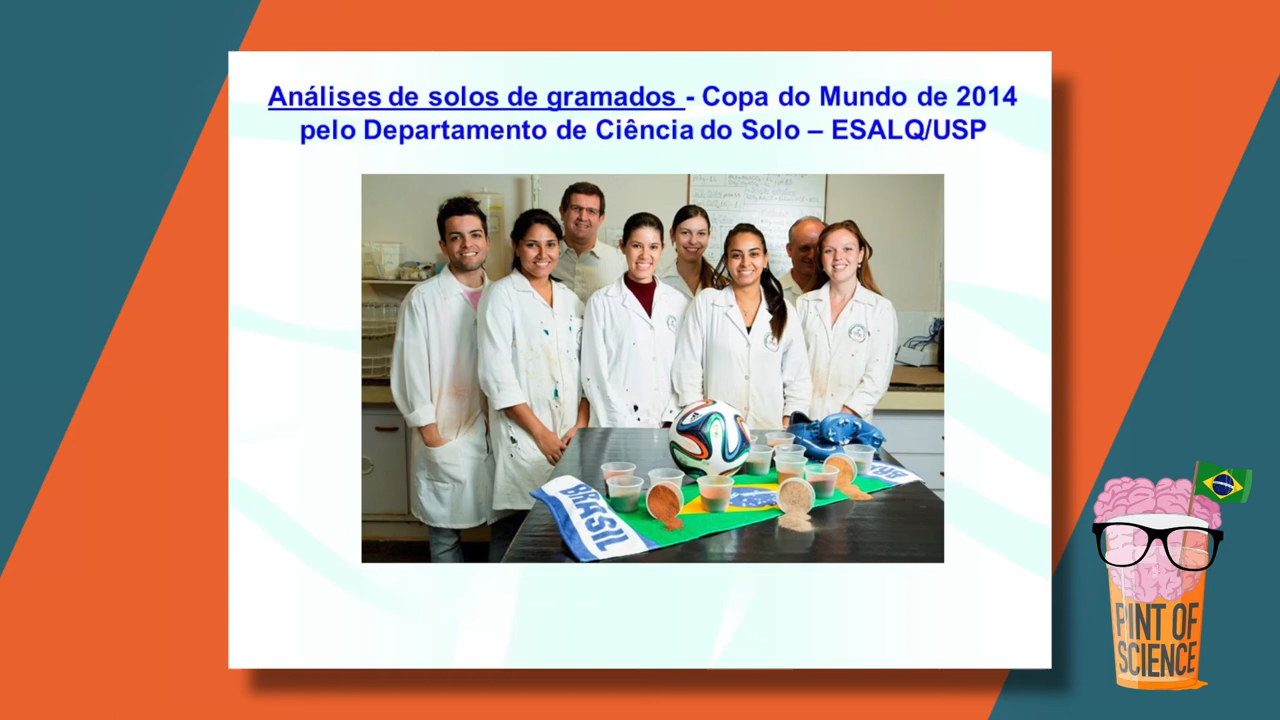 Análises de solos de gramados - Copa do Mundo de 2014
pelo Departamento de Ciência do Solo – ESALQ/USP
BRASIL
BRA
PINT OF
SCIENCE